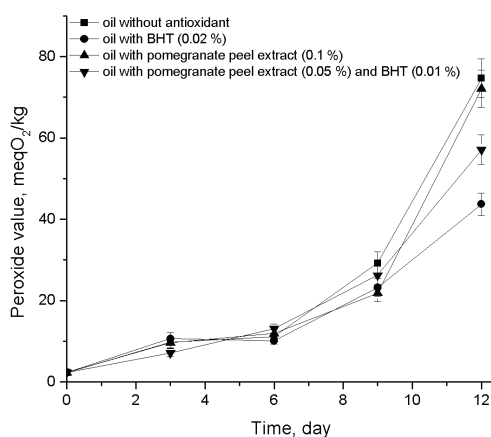 oil without antioxidant
oil with BHT (0.02 %)
oil with pomegranate peel extract (0.1 %)
oil with pomegranate peel extract (0.05 %) and BHT (0.01 %)
Peroxide value, meqO₂/kg
80
60
40
20
0
0 2 4 6 8 10 12
Time, day